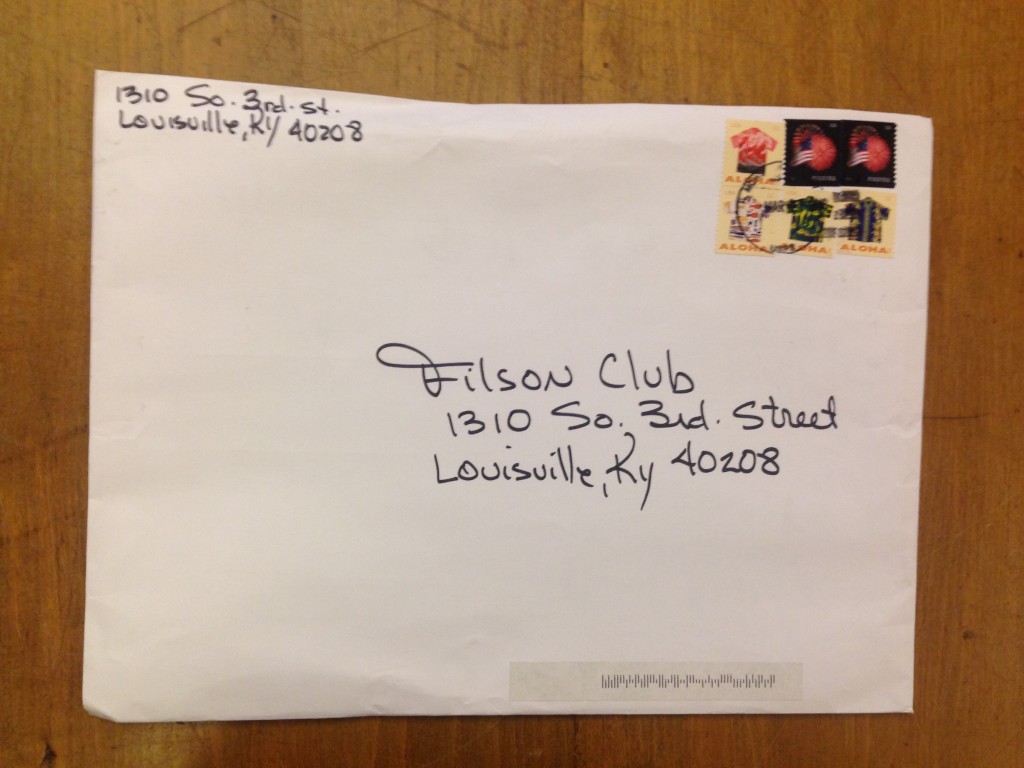 1310 So. 3rd. St.
Louisville, Ky 40208
ALOHA
ALOHA
ALOHA
ALOHA
Filson Club
1310 So. 3rd. Street
Louisville, Ky 40208